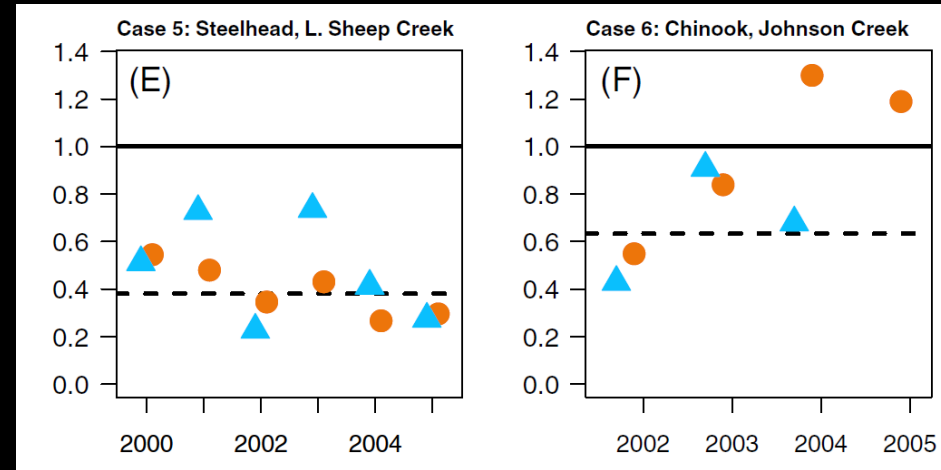 Case 5: Steelhead, L. Sheep Creek
(E)
1.4
1.2
1.0
0.8
0.6
0.4
0.2
0.0
2000 2002 2004
Case 6: Chinook, Johnson Creek
(F)
1.4
1.2
1.0
0.8
0.6
0.4
0.2
0.0
2002 2003 2004 2005